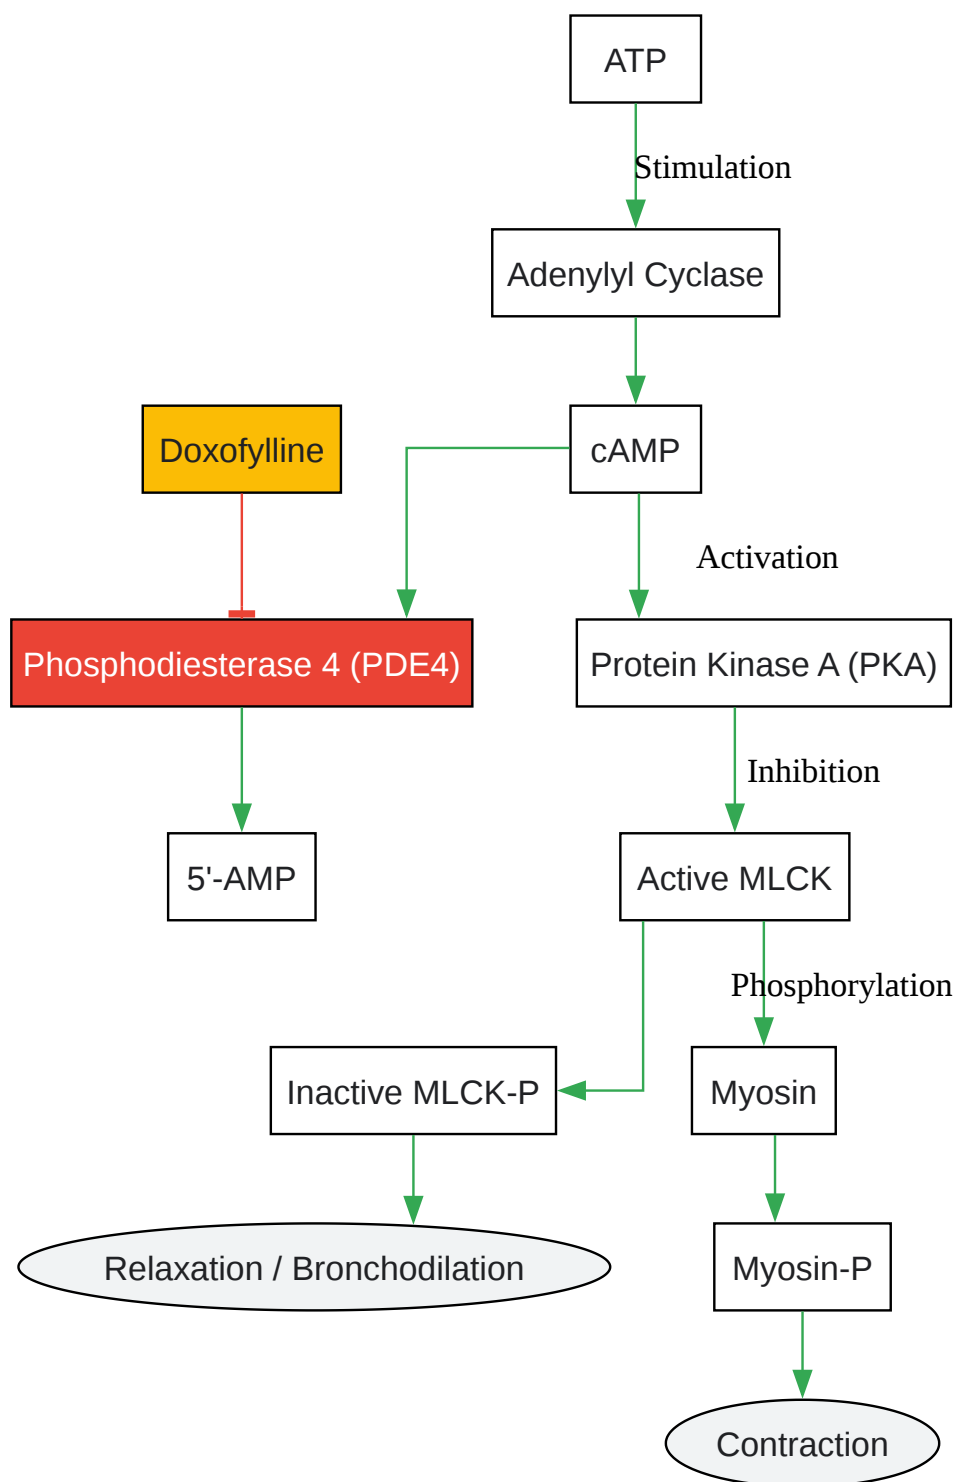 ATP
Stimulation
Adenylyl Cyclase
Doxofylline
cAMP
Activation
Phosphodiesterase 4 (PDE4)
Protein Kinase A (PKA)
Inhibition
5'-AMP
Active MLCK
Phosphorylation
Inactive MLCK-P
Myosin
Relaxation / Bronchodilation
Myosin-P
Contraction